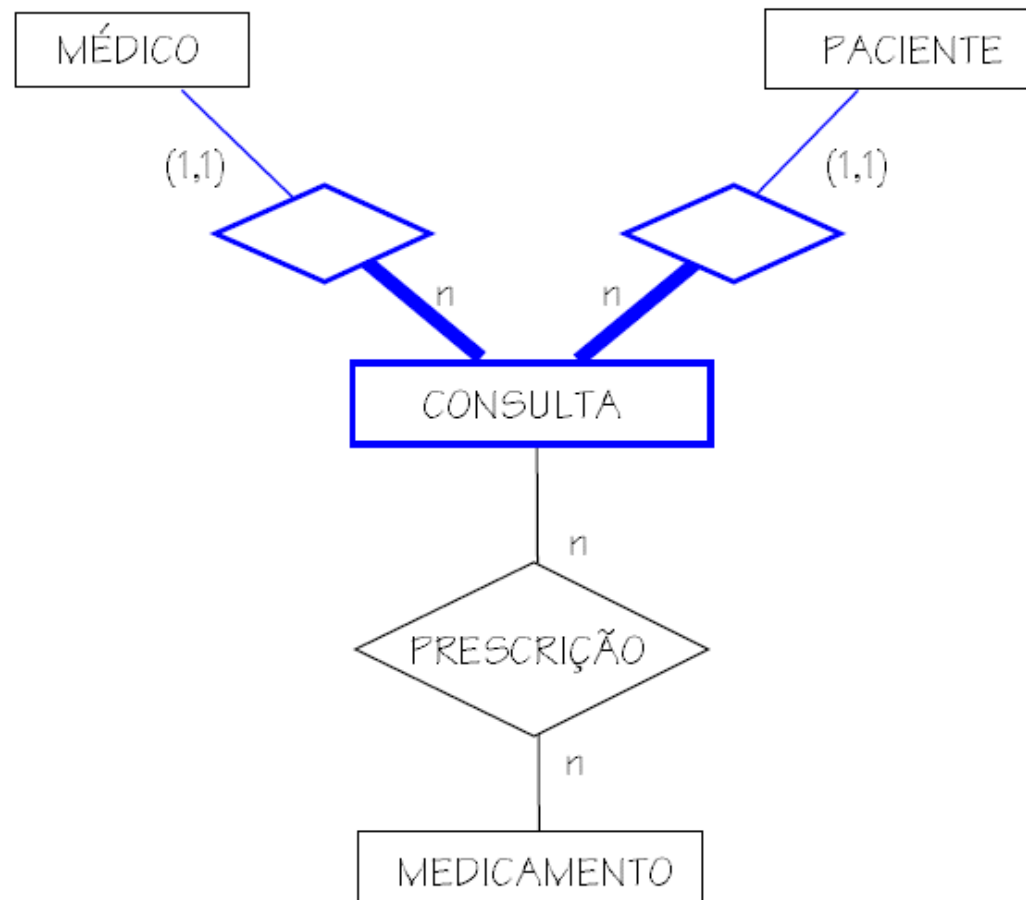 MÉDICO
PACIENTE
(1,1)
(1,1)
n
n
CONSULTA
n
PRESCRIÇÃO
n
MEDICAMENTO